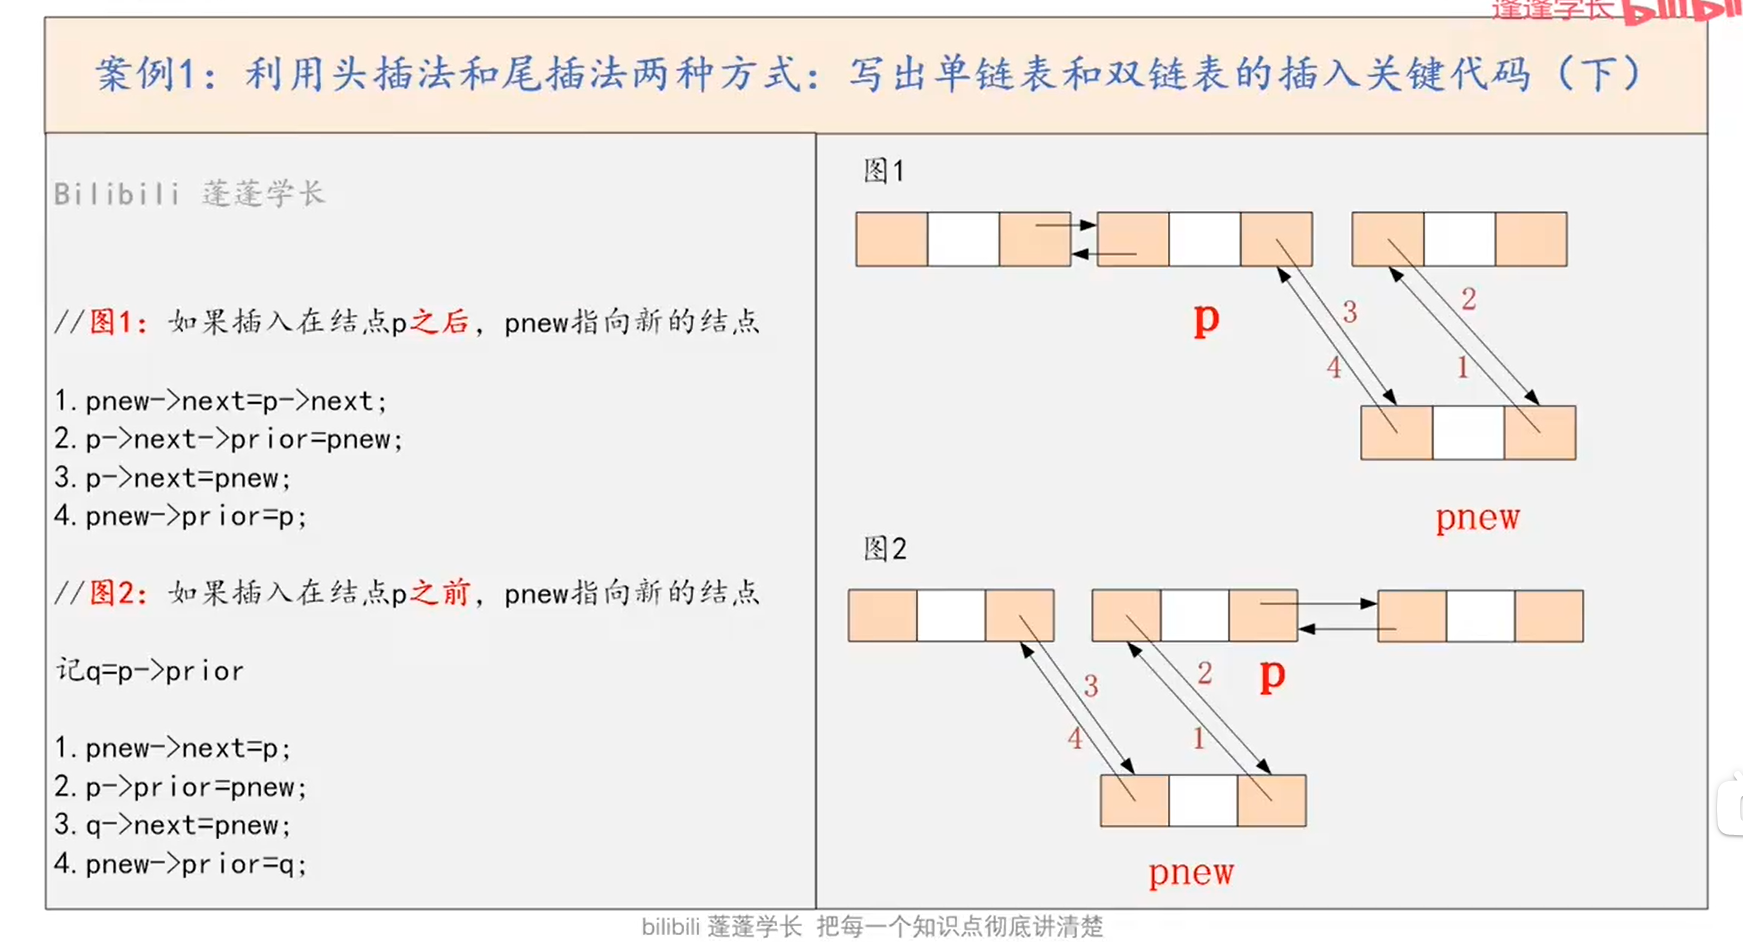 蓬蓬学长 bilibili
案例1：利用头插法和尾插法两种方式：写出单链表和双链表的插入关键代码（下）
Bilibili 蓬蓬学长
//图1：如果插入在结点p之后，pnew指向新的结点
1.pnew->next=p->next;
2.p->next->prior=pnew;
3.p->next=pnew;
4.pnew->prior=p;
//图2：如果插入在结点p之前，pnew指向新的结点
记q=p->prior
1.pnew->next=p;
2.p->prior=pnew;
3.q->next=pnew;
4.pnew->prior=q;
图1
p
3
2
4
1
pnew
图2
p
2
3
4
1
pnew
bilibili 蓬蓬学长 把每一个知识点彻底讲清楚